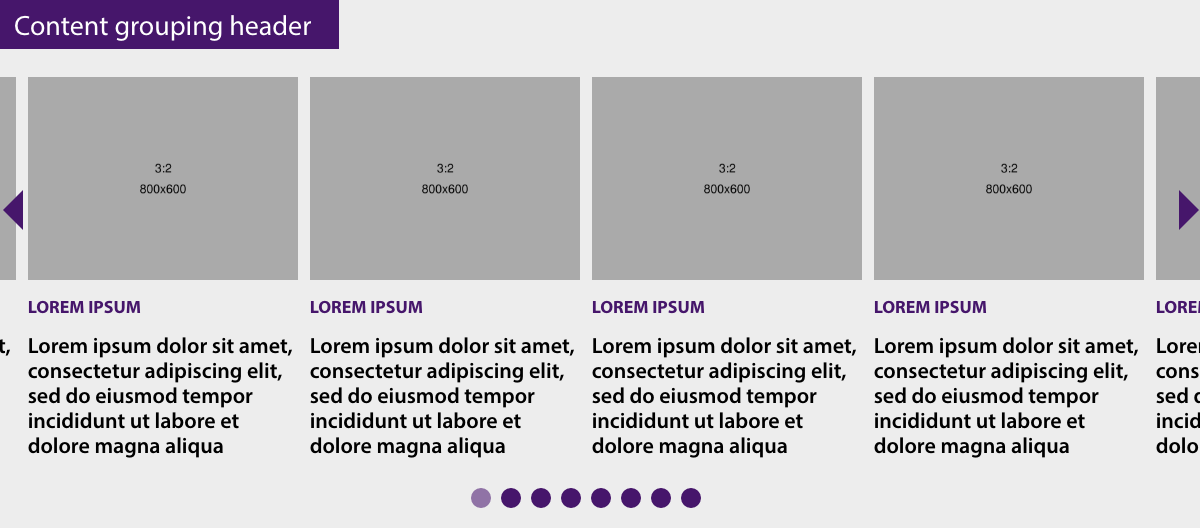 Content grouping header
3:2
800x600
3:2
800x600
3:2
800x600
3:2
800x600
t,
LOREM IPSUM
Lorem ipsum dolor sit amet,
consectetur adipiscing elit,
sed do eiusmod tempor
incididunt ut labore et
dolore magna aliqua
LOREM IPSUM
Lorem ipsum dolor sit amet,
consectetur adipiscing elit,
sed do eiusmod tempor
incididunt ut labore et
dolore magna aliqua
LOREM IPSUM
Lorem ipsum dolor sit amet,
consectetur adipiscing elit,
sed do eiusmod tempor
incididunt ut labore et
dolore magna aliqua
LOREM IPSUM
Lorem ipsum dolor sit amet,
consectetur adipiscing elit,
sed do eiusmod tempor
incididunt ut labore et
dolore magna aliqua
LORE
Lore
cons
sed
incid
dolo